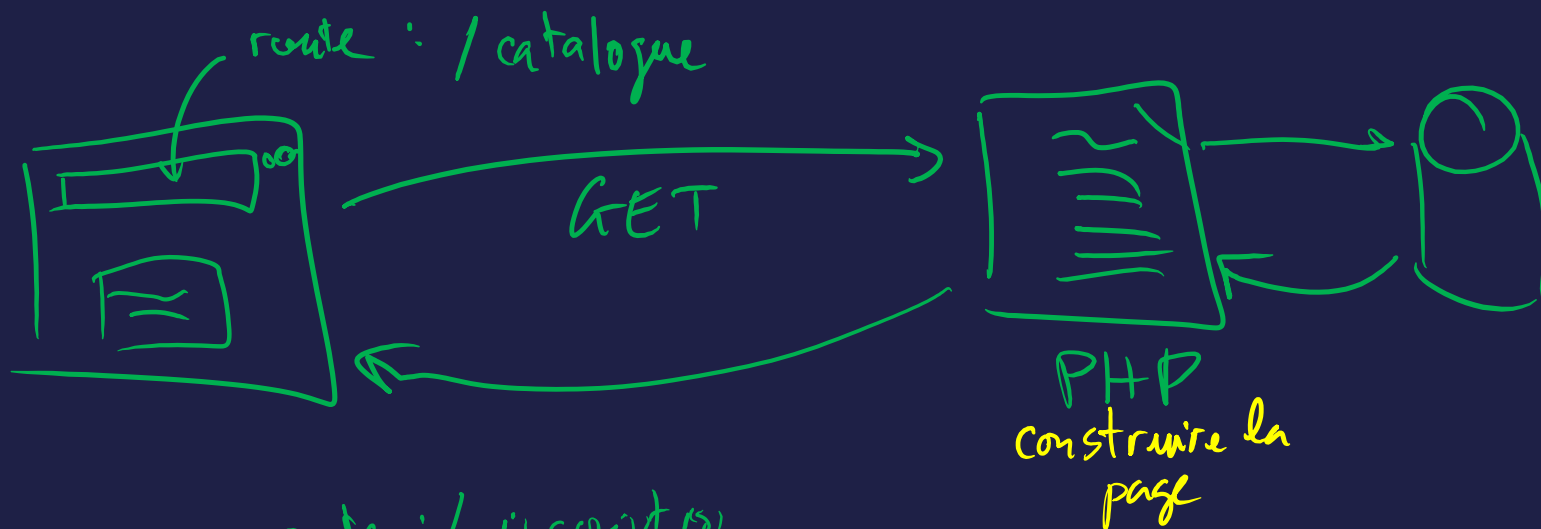 route : /catalogue
GET
PHP
construire la
page